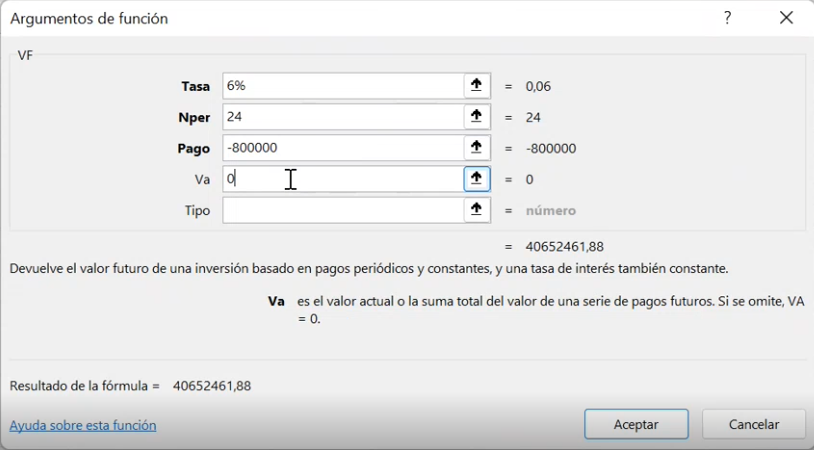 Argumentos de función ?
VF
Tasa 6% = 0,06
Nper 24 = 24
Pago -800000 = -800000
Va 0 = 0
Tipo = número
= 40652461,88
Devuelve el valor futuro de una inversión basado en pagos periódicos y constantes, y una tasa de interés también constante.
Va es el valor actual o la suma total del valor de una serie de pagos futuros. Si se omite, VA
= 0.
Resultado de la fórmula = 40652461,88
Ayuda sobre esta función Aceptar Cancelar